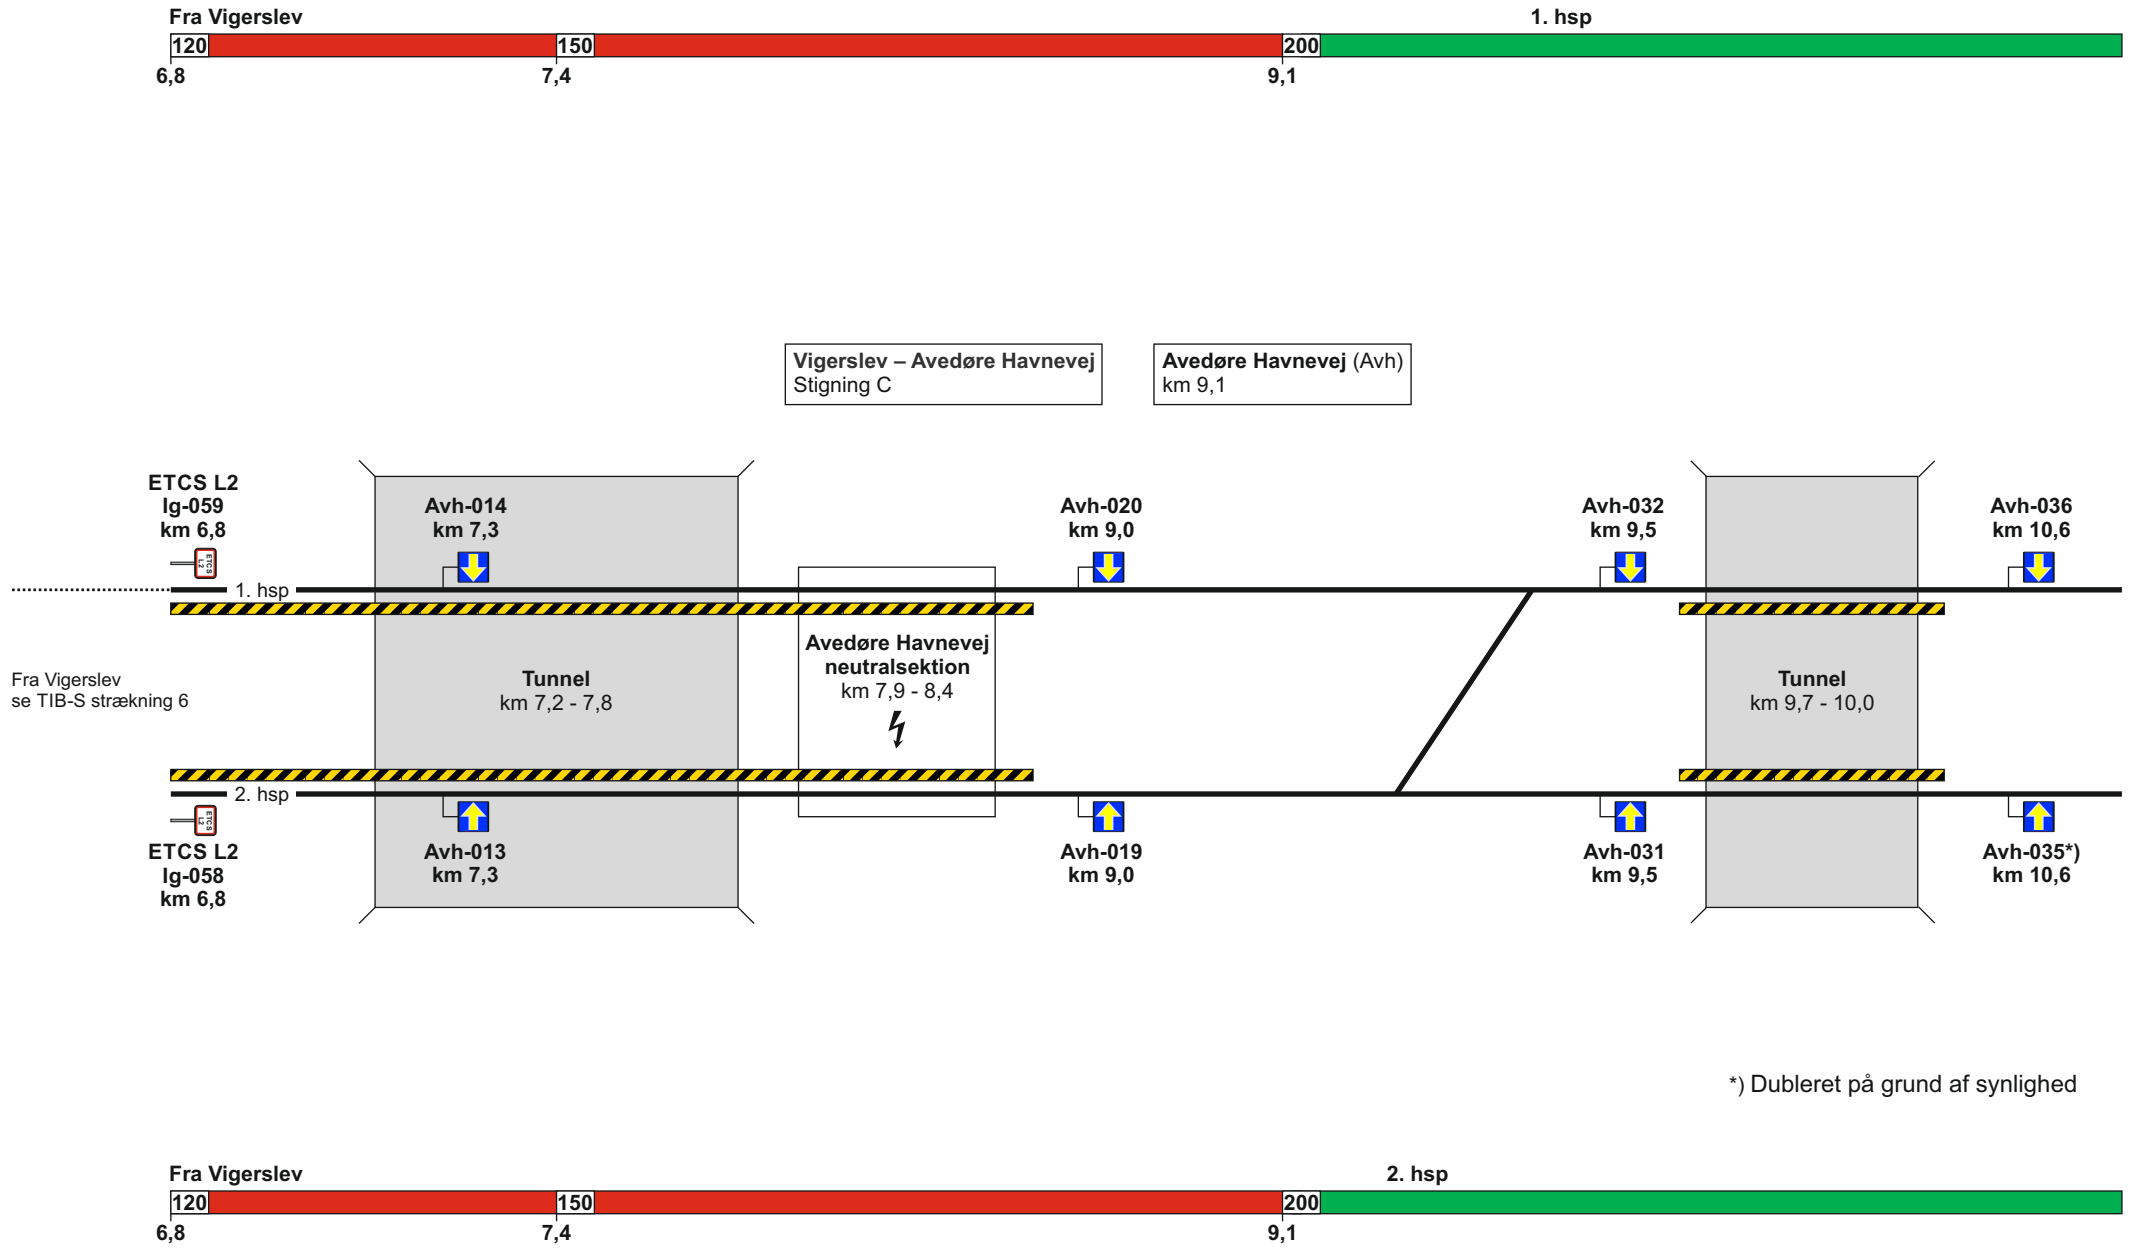 Fra Vigerslev
1. hsp
120
150
200
6,8
7,4
9,1
Vigerslev – Avedøre Havnevej
Stigning C
Avedøre Havnevej (Avh)
km 9,1
ETCS L2
lg-059
km 6,8
Avh-014
km 7,3
Avh-020
km 9,0
Avh-032
km 9,5
Avh-036
km 10,6
ETCS
L2
1. hsp
Fra Vigerslev
se TIB-S strækning 6
Tunnel
km 7,2 - 7,8
Avedøre Havnevej
neutralsektion
km 7,9 - 8,4
Tunnel
km 9,7 - 10,0
2. hsp
ETCS
L2
ETCS L2
lg-058
km 6,8
Avh-013
km 7,3
Avh-019
km 9,0
Avh-031
km 9,5
Avh-035*)
km 10,6
*) Dubleret på grund af synlighed
Fra Vigerslev
2. hsp
120
150
200
6,8
7,4
9,1